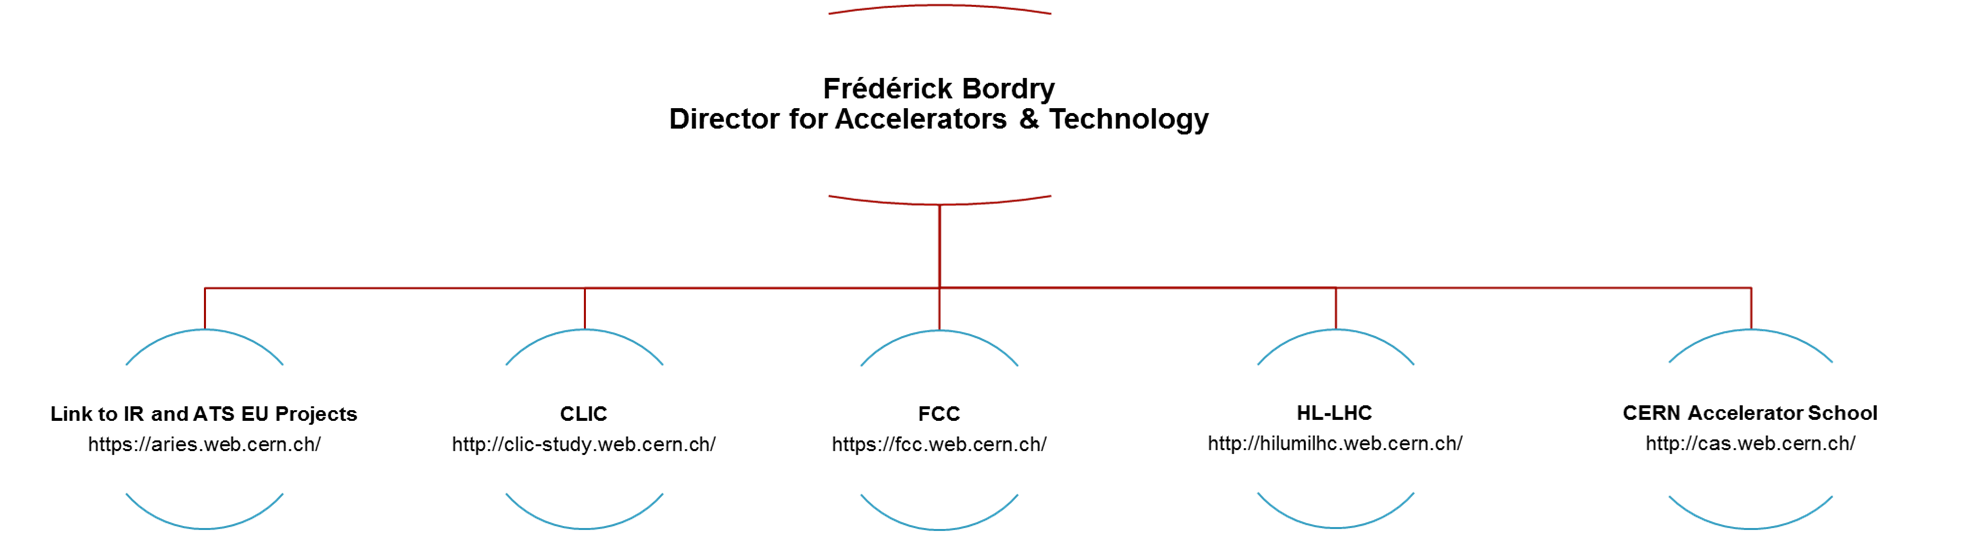 Frédérick Bordry
Director for Accelerators & Technology
Link to IR and ATS EU Projects
https://aries.web.cern.ch/
CLIC
http://clic-study.web.cern.ch/
FCC
https://fcc.web.cern.ch/
HL-LHC
http://hilumilhc.web.cern.ch/
CERN Accelerator School
http://cas.web.cern.ch/